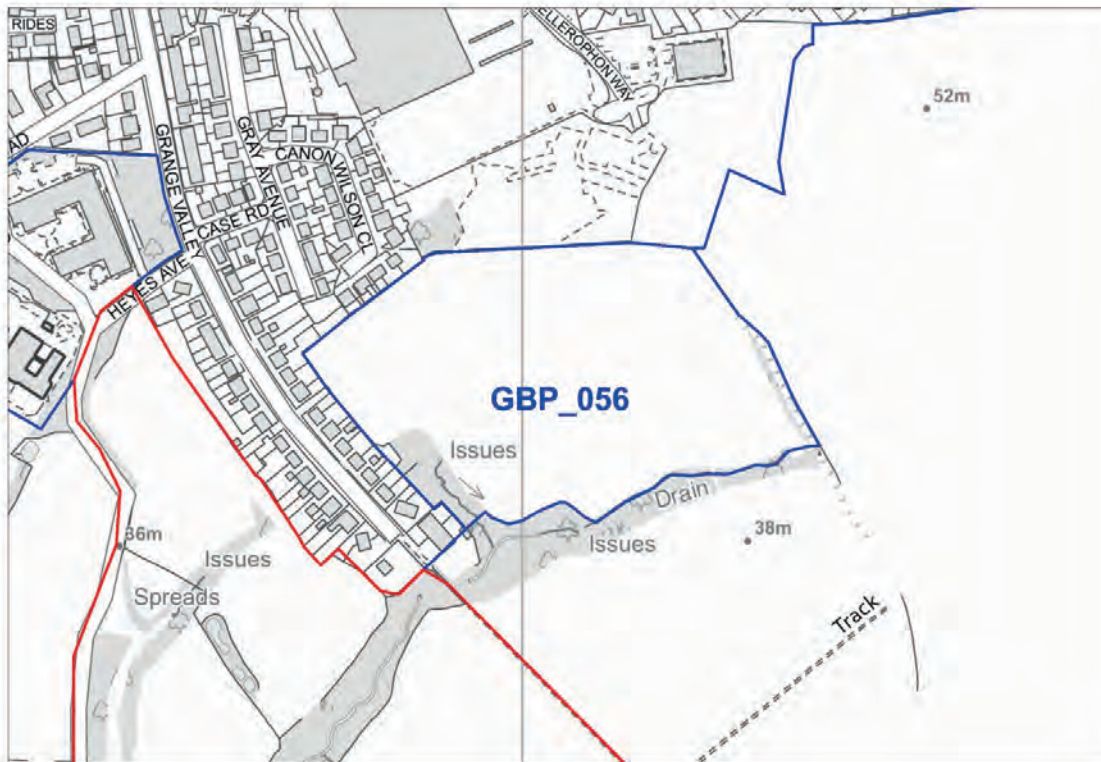 RIDES
ELLEROPHON WAY
52m
AD
GRANGE VALLEY
GRAY AVENUE
CANON WILSON CL
CASE RD
HEYES AVE
GBP_056
Issues
Drain
36m
Issues
Issues
38m
Spreads
Track